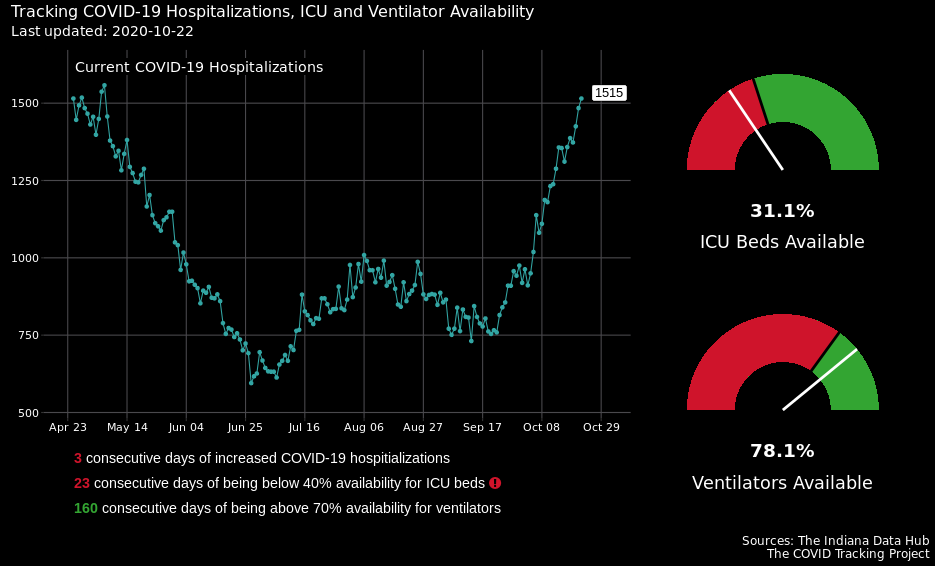 Tracking COVID-19 Hospitalizations, ICU and Ventilator Availability
Last updated: 2020-10-22
Current COVID-19 Hospitalizations
1515
1500
1250
1000
750
500
Apr 23 May 14 Jun 04 Jun 25 Jul 16 Aug 06 Aug 27 Sep 17 Oct 08 Oct 29
31.1%
ICU Beds Available
78.1%
Ventilators Available
3 consecutive days of increased COVID-19 hospitializations
23 consecutive days of being below 40% availability for ICU beds
160 consecutive days of being above 70% availability for ventilators
Sources: The Indiana Data Hub
The COVID Tracking Project